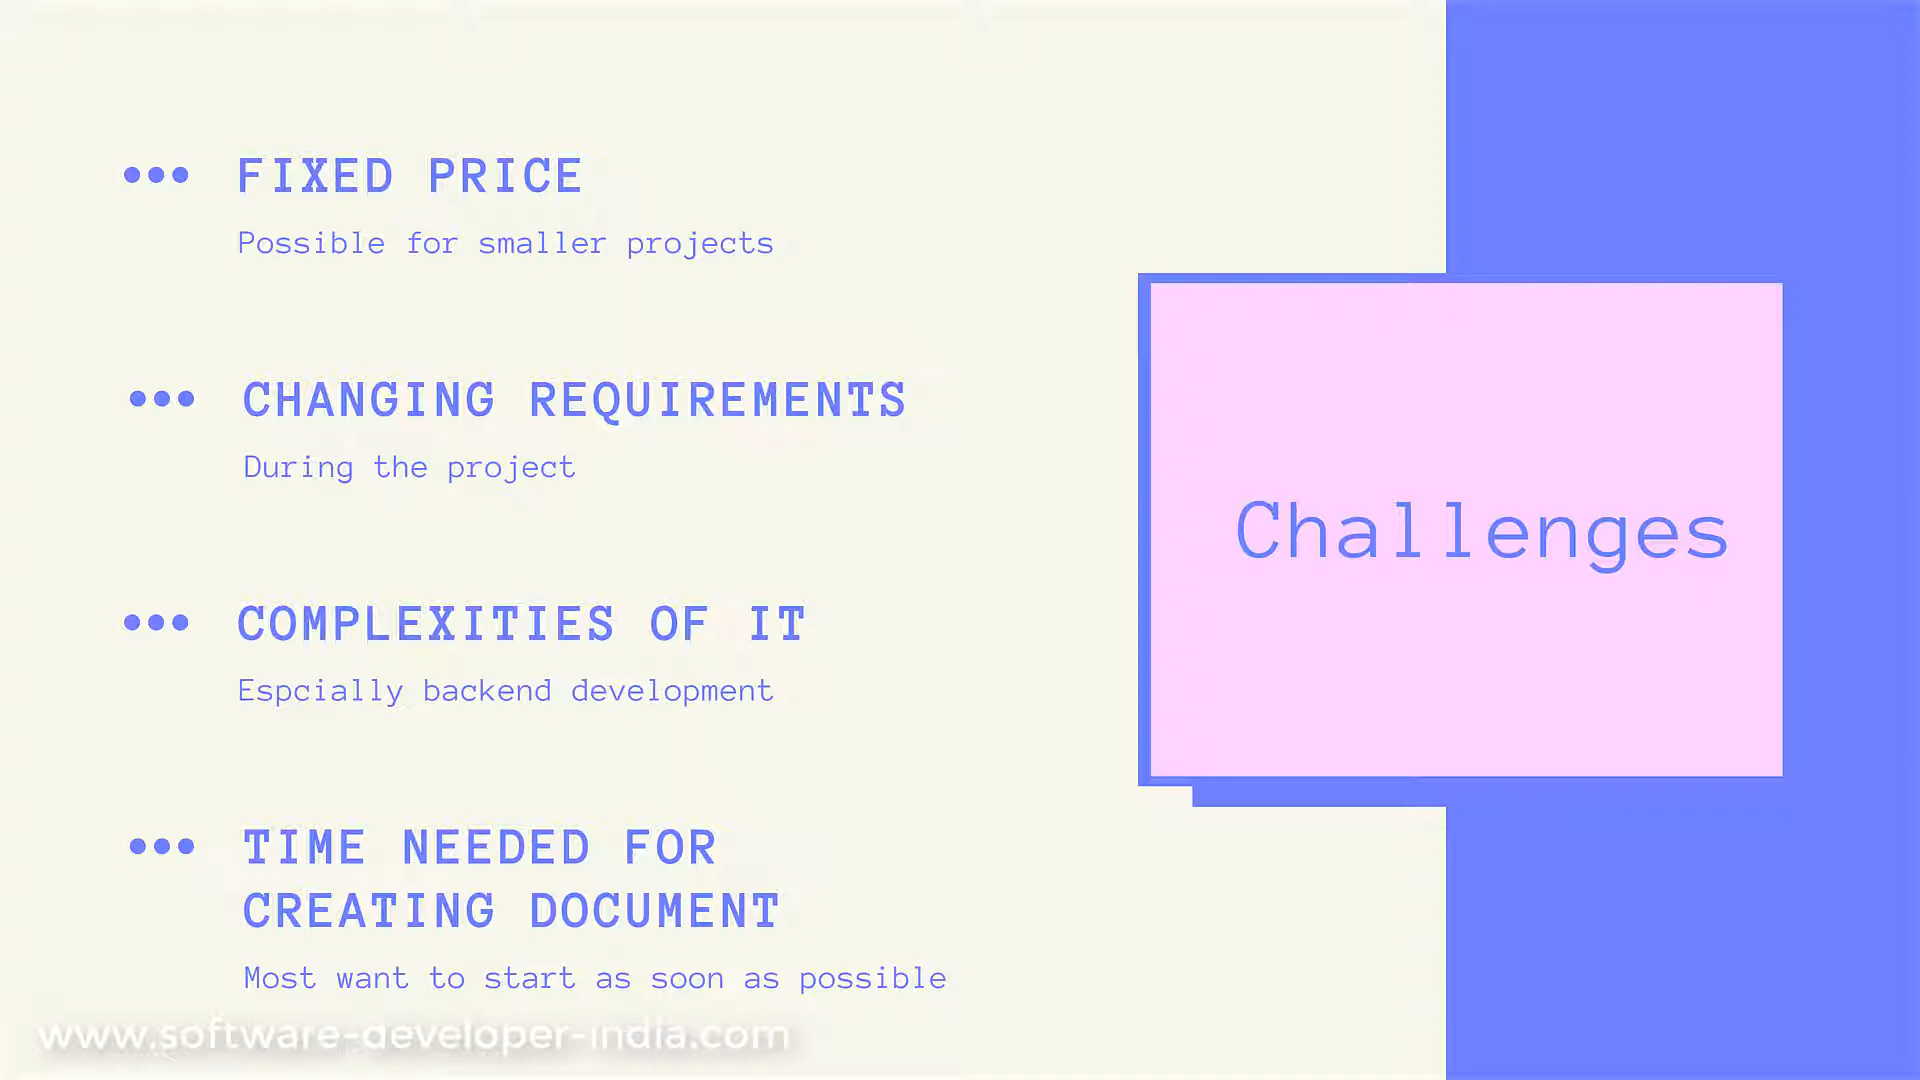 FIXED PRICE
Possible for smaller projects
CHANGING REQUIREMENTS
During the project
COMPLEXITIES OF IT
Espcially backend development
TIME NEEDED FOR
CREATING DOCUMENT
Most want to start as soon as possible
Challenges
www.software-developer-india.com